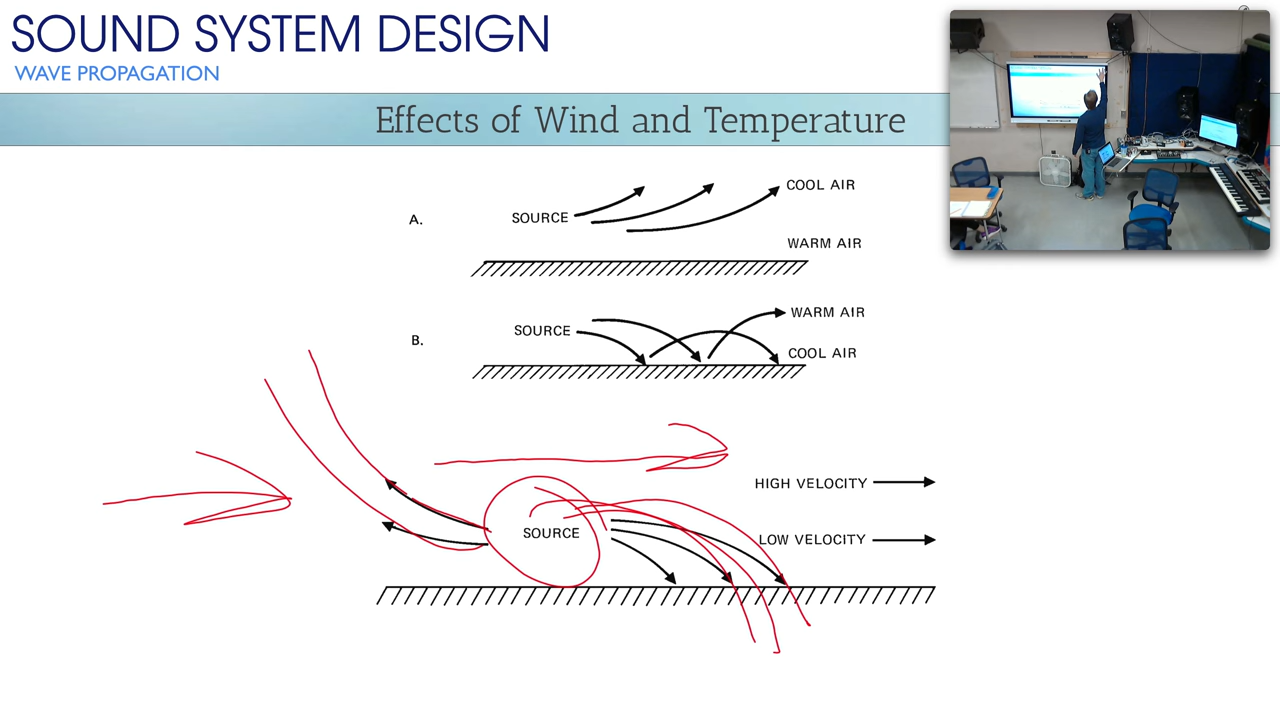 SOUND SYSTEM DESIGN
WAVE PROPAGATION
Effects of Wind and Temperature
A.
SOURCE
COOL AIR
WARM AIR
B.
SOURCE
WARM AIR
COOL AIR
HIGH VELOCITY
SOURCE
LOW VELOCITY